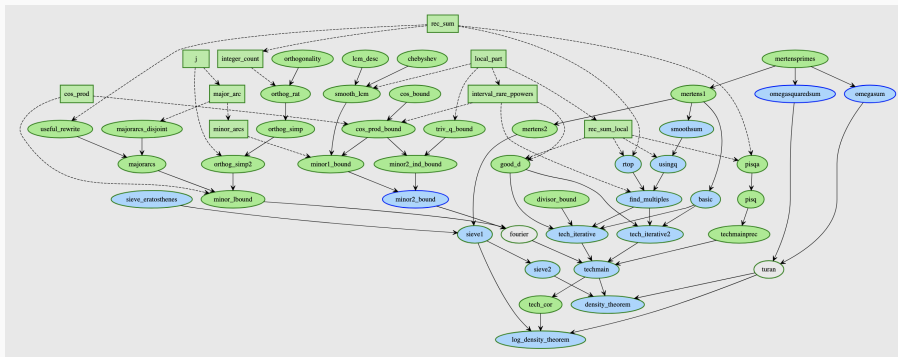 rec_sum
j
integer_count
orthogonality
lcm_desc
chebyshev
local_part
mertensprimes
cos_prod
major_arc
orthog_rat
smooth_lcm
cos_bound
interval_rare_ppowers
mertens1
omegasquaredsum
omegasum
useful_rewrite
majorarcs_disjoint
minor_arcs
orthog_simp
cos_prod_bound
triv_q_bound
mertens2
rec_sum_local
smoothsum
majorarcs
orthog_simp2
minor1_bound
minor2_ind_bound
good_d
rtop
usingq
pisqa
sieve_eratosthenes
minor_lbound
minor2_bound
divisor_bound
find_multiples
basic
pisq
sieve1
fourier
tech_iterative
tech_iterative2
techmainprec
sieve2
techmain
turan
tech_cor
density_theorem
log_density_theorem